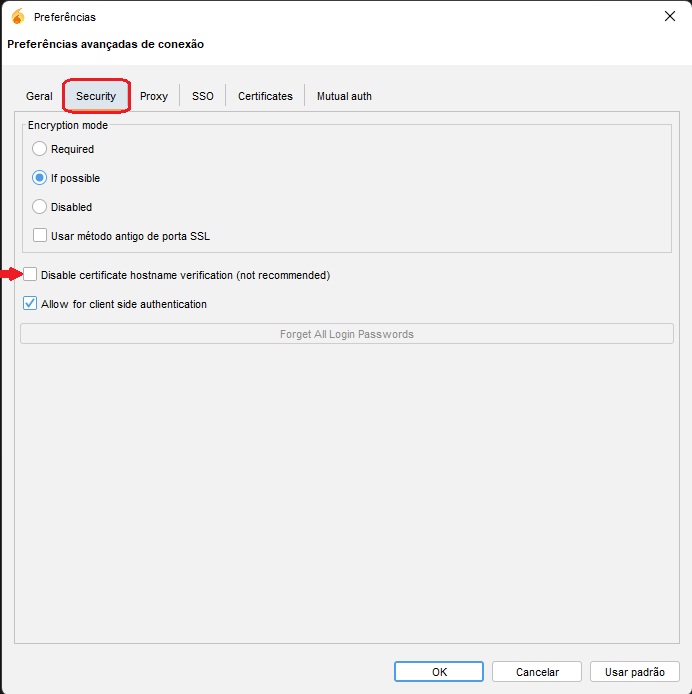 Preferências
Preferências avançadas de conexão
Geral Security Proxy SSO Certificates Mutual auth
Encryption mode
Required
If possible
Disabled
Usar método antigo de porta SSL
Disable certificate hostname verification (not recommended)
Allow for client side authentication
Forget All Login Passwords
OK Cancelar Usar padrão